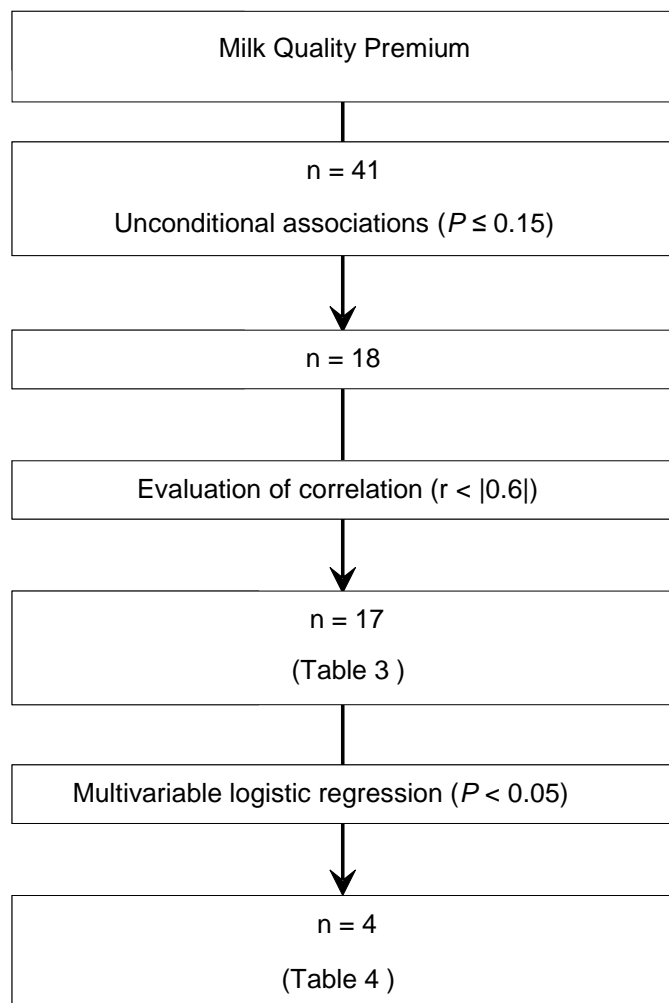 Milk Quality Premium
n = 41
Unconditional associations (P ≤ 0.15)
n = 18
Evaluation of correlation (r < |0.6|)
n = 17
(Table 3 )
Multivariable logistic regression (P < 0.05)
n = 4
(Table 4 )